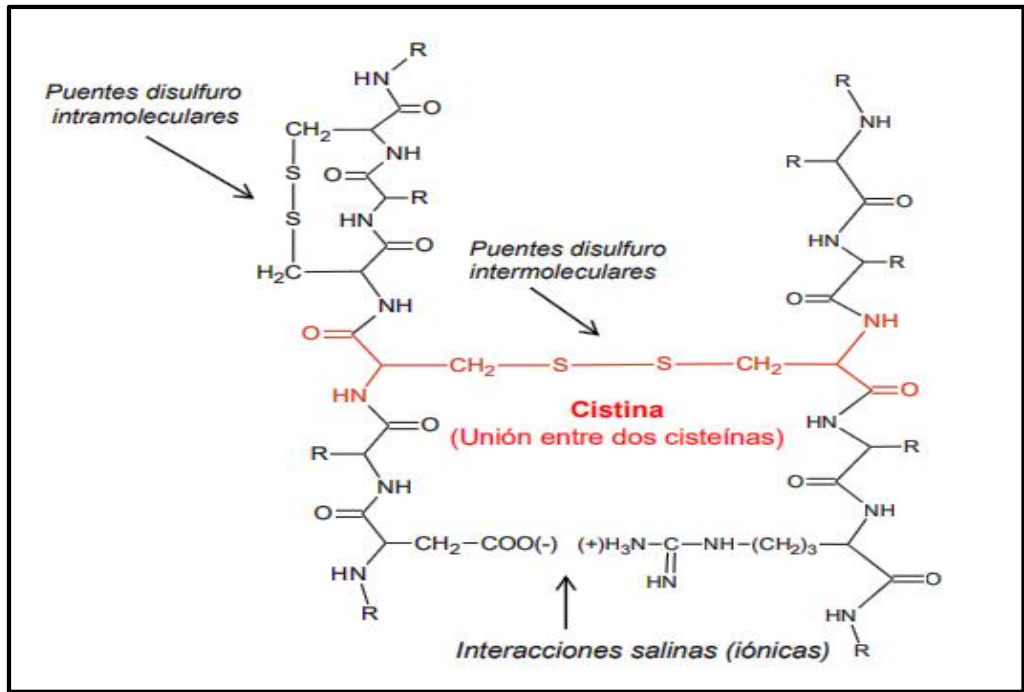 R
HN
O
Puentes disulfuro
intramoleculares
CH2
NH
S
O
R
S
HN
O
H2C
NH
O
HN
O
R
NH
O
CH2–COO(-)
HN
R
Puentes disulfuro
intermoleculares
CH2 S S CH2
Cistina
(Unión entre dos cisteínas)
R
NH
R
O
HN
R
O
NH
O
HN
R
O
NH
(+)H3N–C–NH–(CH2)3
HN
O
HN
R
Interacciones salinas (iónicas)